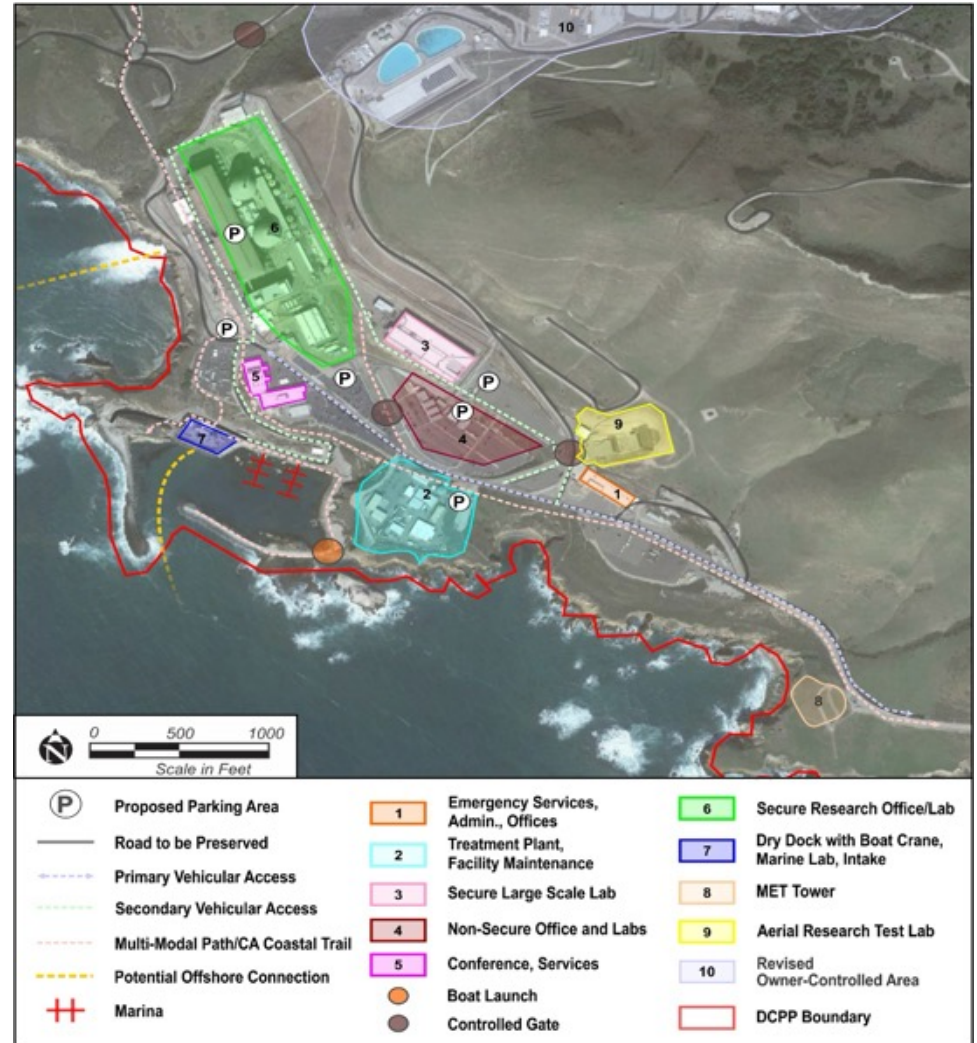 10
6
P
P
3
P
P
5
P
4
9
7
2
P
1
8
N
0 500 1000
Scale in Feet
P Proposed Parking Area
Road to be Preserved
Primary Vehicular Access
Secondary Vehicular Access
Multi-Modal Path/CA Coastal Trail
Potential Offshore Connection
Marina
1 Emergency Services,
Admin., Offices
2 Treatment Plant,
Facility Maintenance
3 Secure Large Scale Lab
4 Non-Secure Office and Labs
5 Conference, Services
Boat Launch
Controlled Gate
6 Secure Research Office/Lab
7 Dry Dock with Boat Crane,
Marine Lab, Intake
8 MET Tower
9 Aerial Research Test Lab
10 Revised
Owner-Controlled Area
DCPP Boundary